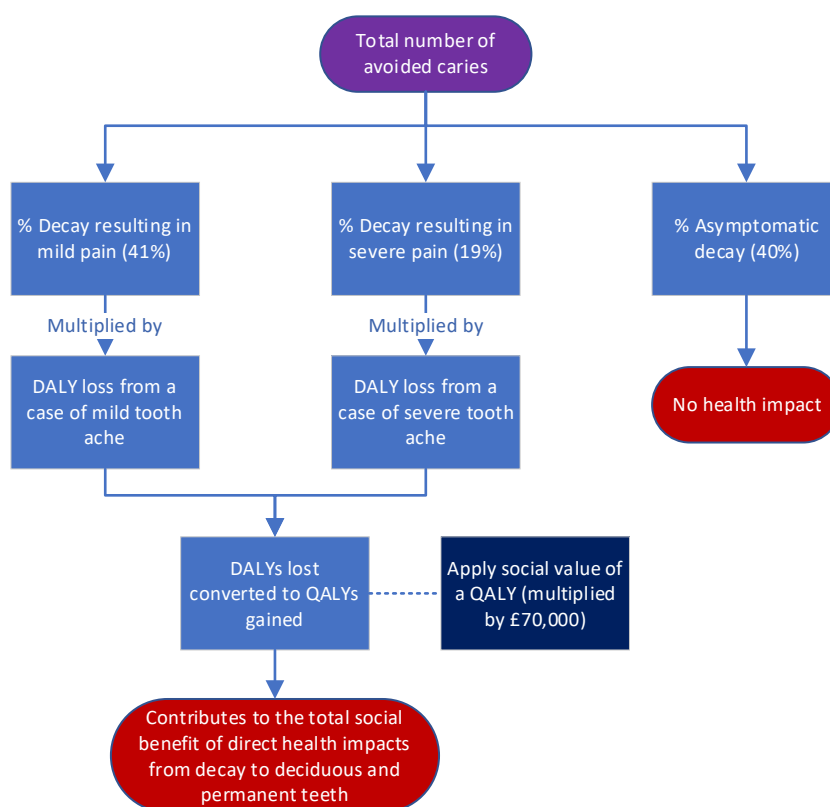 Total number of
avoided caries
% Decay resulting in
mild pain (41%)
% Decay resulting in
severe pain (19%)
% Asymptomatic
decay (40%)
Multiplied by
Multiplied by
DALY loss from a
case of mild tooth
ache
DALY loss from a
case of severe tooth
ache
No health impact
DALYs lost
converted to QALYs
gained
Apply social value of
a QALY (multiplied
by £70,000)
Contributes to the total social
benefit of direct health impacts
from decay to deciduous and
permanent teeth